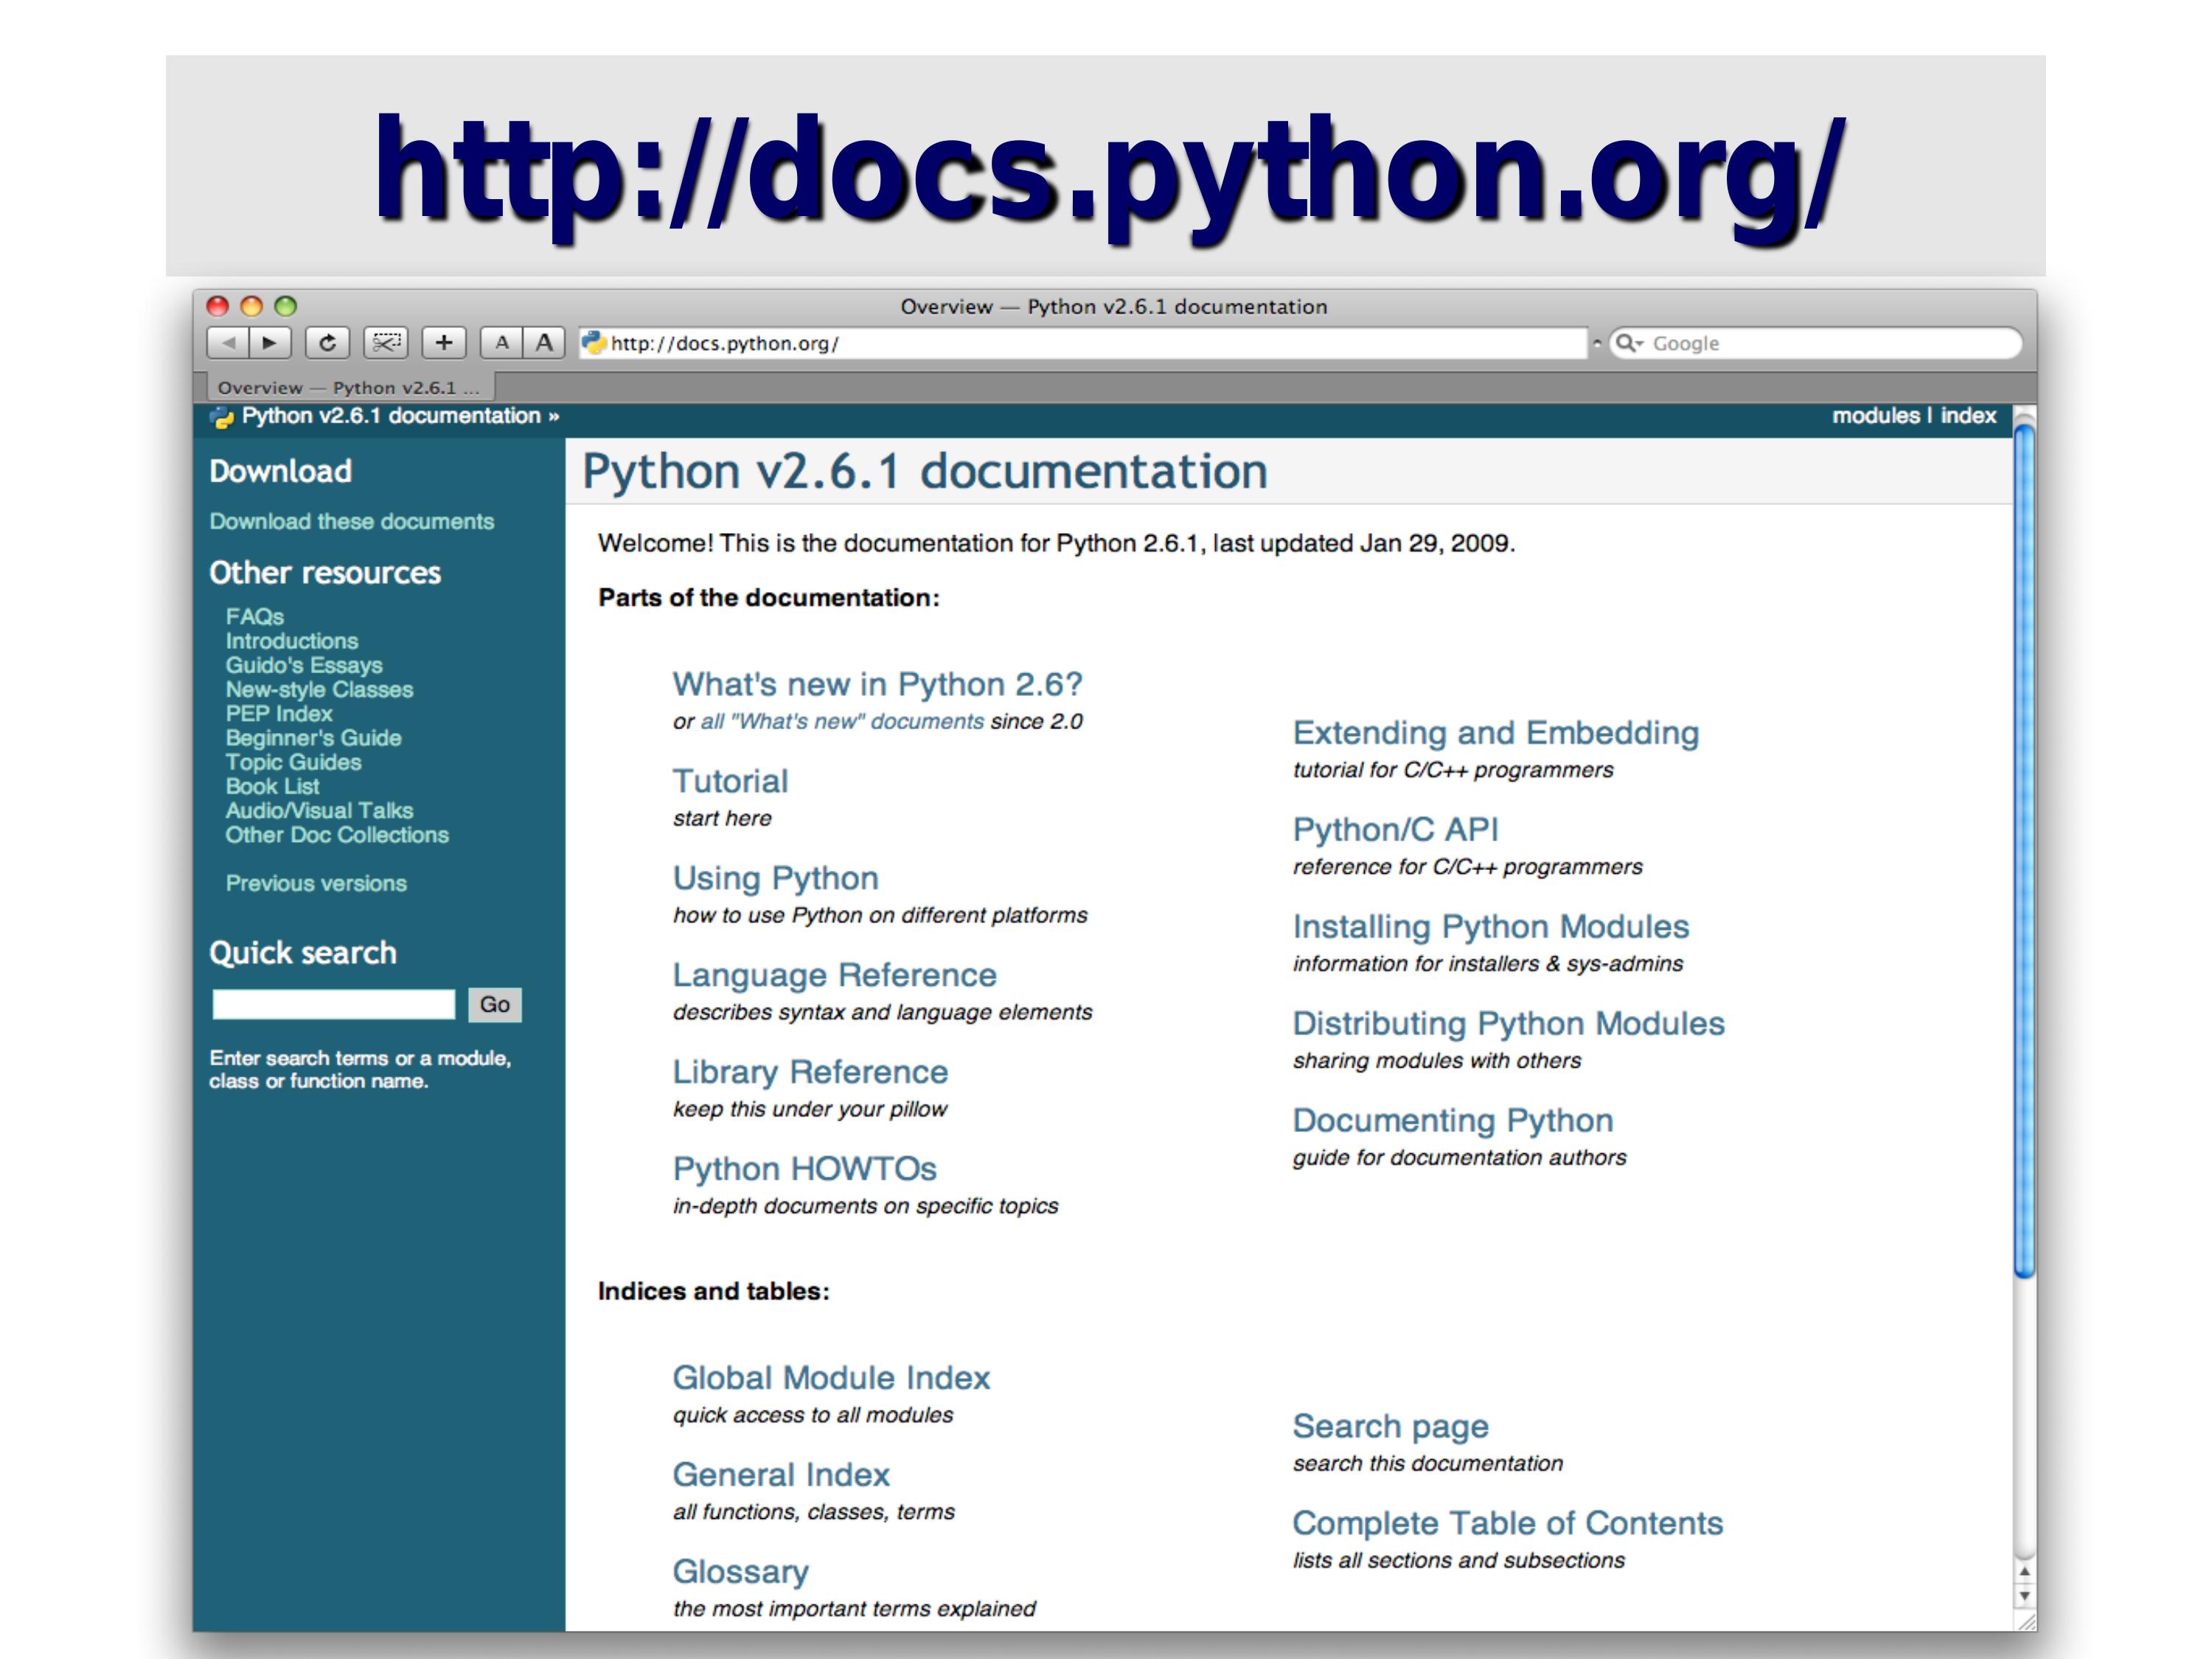 http://docs.python.org/
Overview — Python v2.6.1 documentation
A A http://docs.python.org/ Google
Overview — Python v2.6.1 ...
Python v2.6.1 documentation » modules | index
Download
Download these documents
Other resources
FAQs
Introductions
Guido's Essays
New-style Classes
PEP Index
Beginner's Guide
Topic Guides
Book List
Audio/Visual Talks
Other Doc Collections
Previous versions
Quick search
Go
Enter search terms or a module,
class or function name.
Python v2.6.1 documentation
Welcome! This is the documentation for Python 2.6.1, last updated Jan 29, 2009.
Parts of the documentation:
What's new in Python 2.6?
or all "What's new" documents since 2.0
Tutorial
start here
Using Python
how to use Python on different platforms
Language Reference
describes syntax and language elements
Library Reference
keep this under your pillow
Python HOWTOs
in-depth documents on specific topics
Extending and Embedding
tutorial for C/C++ programmers
Python/C API
reference for C/C++ programmers
Installing Python Modules
information for installers & sys-admins
Distributing Python Modules
sharing modules with others
Documenting Python
guide for documentation authors
Indices and tables:
Global Module Index
quick access to all modules
General Index
all functions, classes, terms
Glossary
the most important terms explained
Search page
search this documentation
Complete Table of Contents
lists all sections and subsections